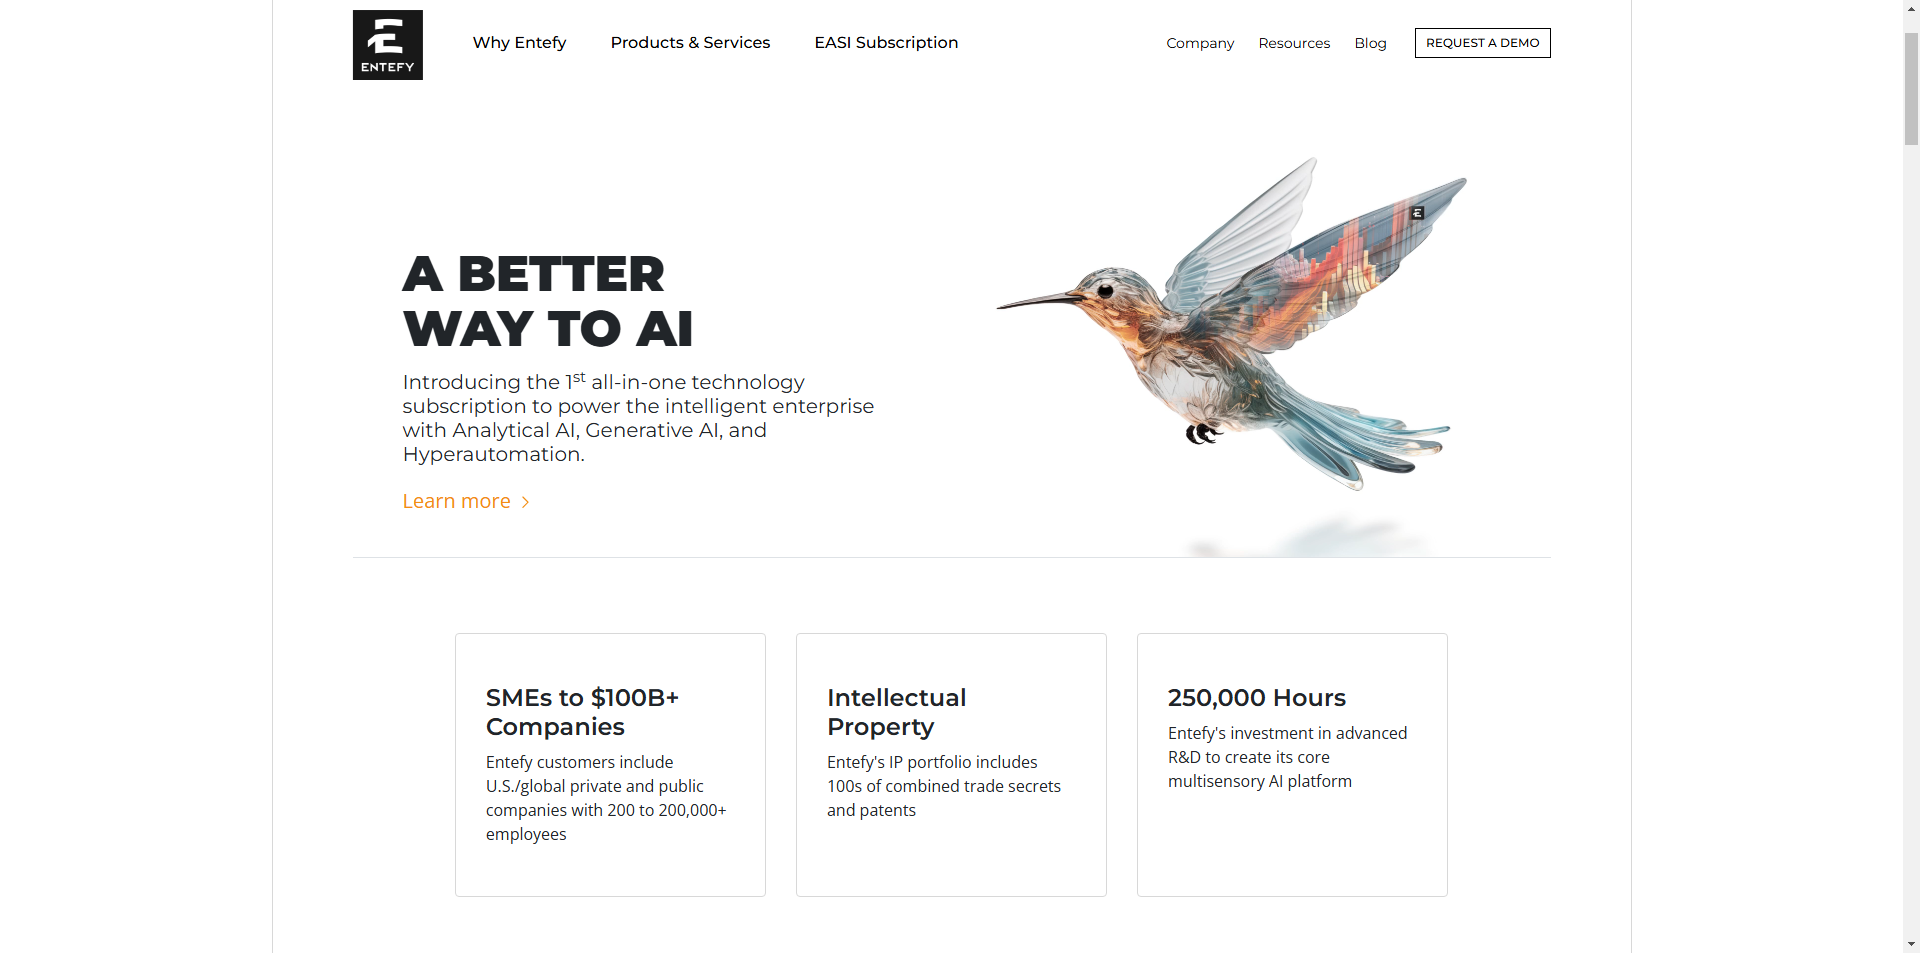 ENTEFY
Why Entefy
Products & Services
EASI Subscription
Company
Resources
Blog
REQUEST A DEMO
A BETTER
WAY TO AI
Introducing the 1st all-in-one technology
subscription to power the intelligent enterprise
with Analytical AI, Generative AI, and
Hyperautomation.
Learn more
SMEs to $100B+
Companies
Entefy customers include
U.S./global private and public
companies with 200 to 200,000+
employees
Intellectual
Property
Entefy's IP portfolio includes
100s of combined trade secrets
and patents
250,000 Hours
Entefy's investment in advanced
R&D to create its core
multisensory AI platform